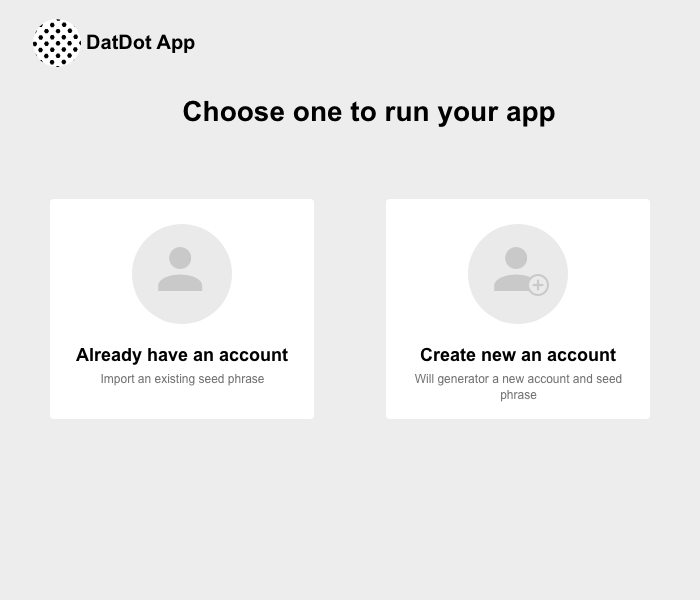 DatDot App
Choose one to run your app
Already have an account
Import an existing seed phrase
Create new an account
Will generator a new account and seed
phrase